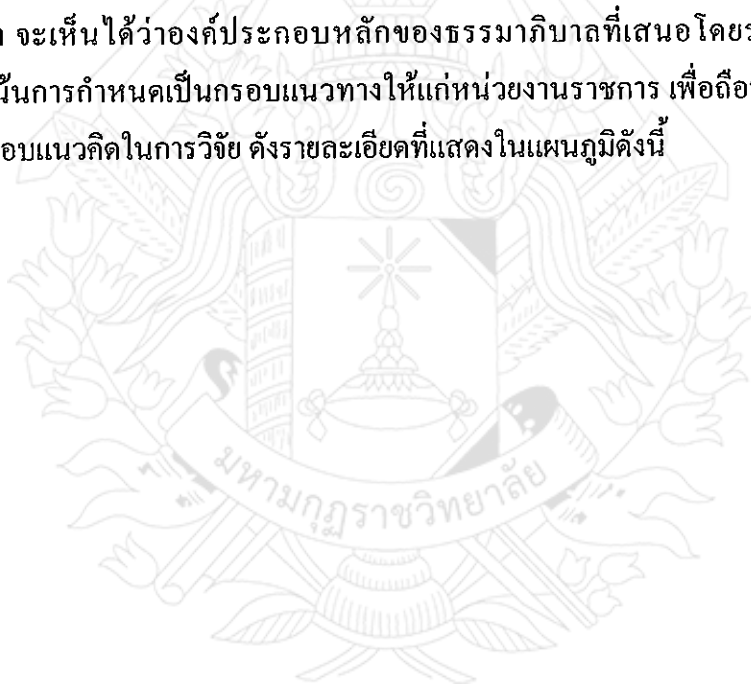 จะเห็นได้ว่าองค์ประกอบหลักของธรรมาภิบาลที่เสนอโดย
การกำหนดเป็นกรอบแนวทางให้แก่หน่วยงานราชการ เพื่อถือ
แนวคิดในการวิจัย ดังรายละเอียดที่แสดงในแผนภูมิดังนี้
มหามกุฏราชวิทยาลัย